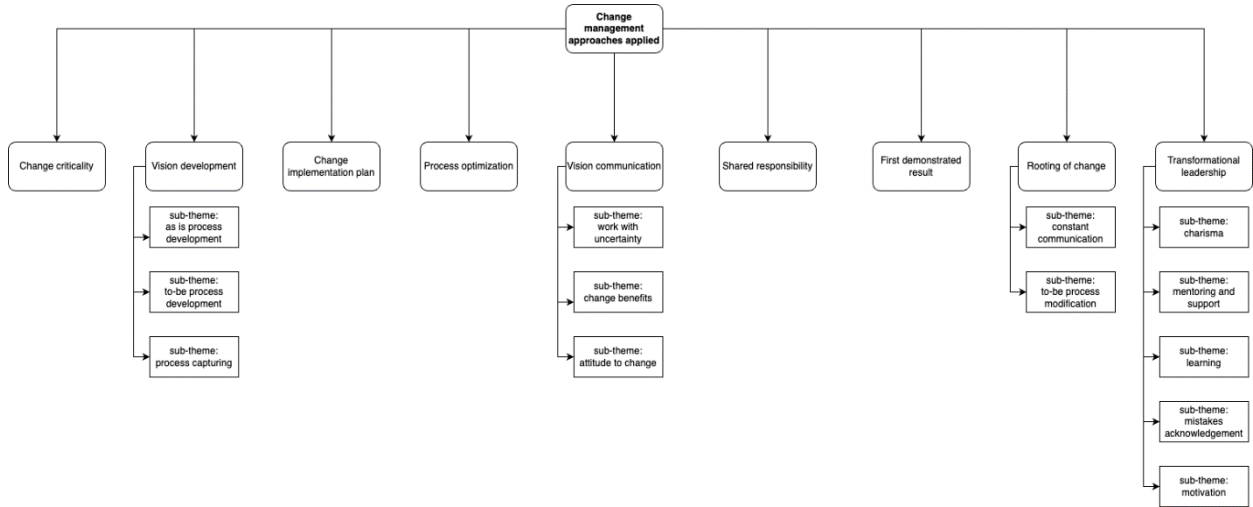 Change
management
approaches applied
Change criticality
Vision development
Change
implementation plan
Process optimization
Vision communication
Shared responsibility
First demonstrated
result
Rooting of change
Transformational
leadership
sub-theme:
as is process
development
sub-theme:
to-be process
development
sub-theme:
process capturing
sub-theme:
work with
uncertainty
sub-theme:
change benefits
sub-theme:
attitude to change
sub-theme:
constant
communication
sub-theme:
to-be process
modification
sub-theme:
charisma
sub-theme:
mentoring and
support
sub-theme:
learning
sub-theme:
mistakes
acknowledgement
sub-theme:
motivation